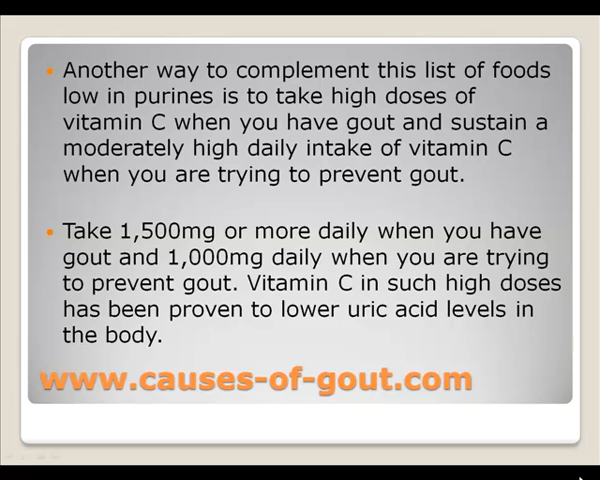 Another way to complement this list of foods
low in purines is to take high doses of
vitamin C when you have gout and sustain a
moderately high daily intake of vitamin C
when you are trying to prevent gout.
Take 1,500mg or more daily when you have
gout and 1,000mg daily when you are trying
to prevent gout. Vitamin C in such high doses
has been proven to lower uric acid levels in
the body.
www.causes-of-gout.com